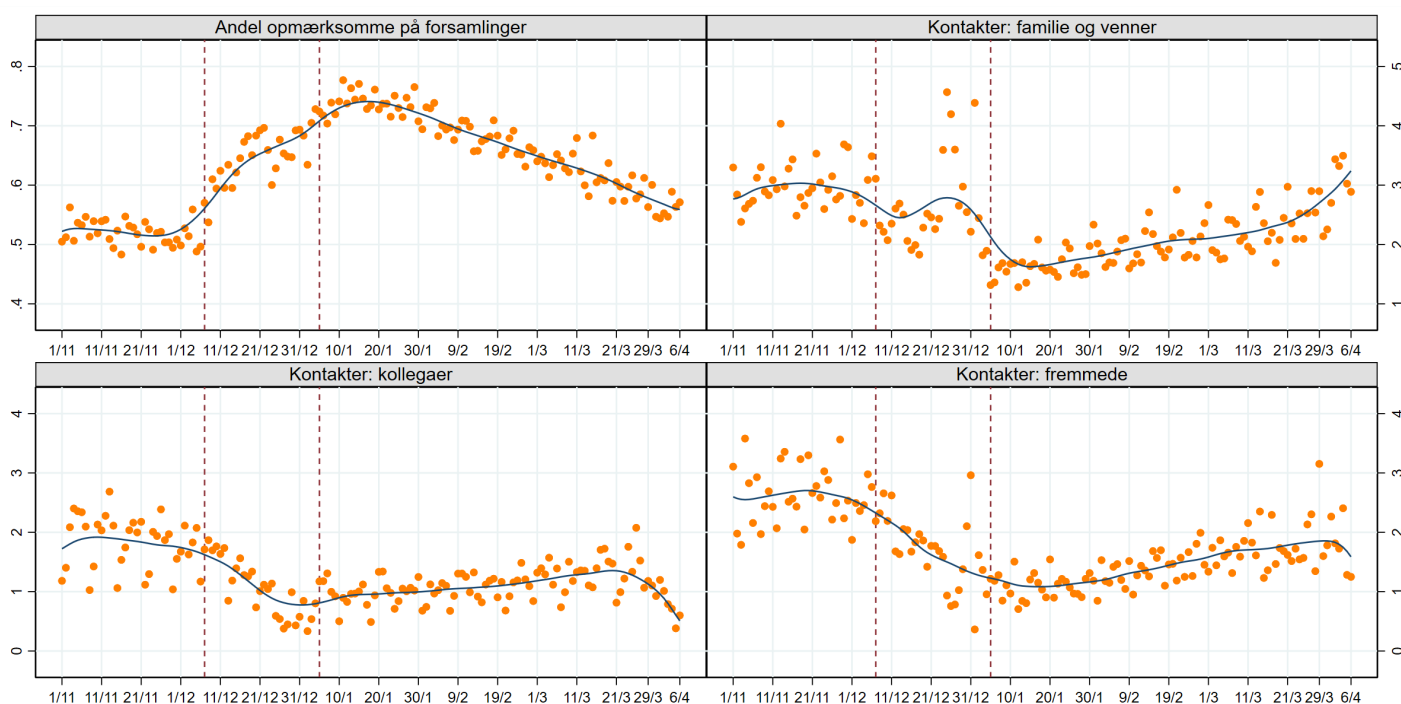 Andel opmærksomme på forsamlinger
.8
.7
.6
.5
.4
1/11 11/11 21/11 1/12 11/12 21/12 31/12 10/1 20/1 30/1 9/2 19/2 1/3 11/3 21/3 29/3 6/4
Kontakter: familie og venner
5
4
3
2
1
1/11 11/11 21/11 1/12 11/12 21/12 31/12 10/1 20/1 30/1 9/2 19/2 1/3 11/3 21/3 29/3 6/4
Kontakter: kollegaer
4
3
2
1
0
1/11 11/11 21/11 1/12 11/12 21/12 31/12 10/1 20/1 30/1 9/2 19/2 1/3 11/3 21/3 29/3 6/4
Kontakter: fremmede
4
3
2
1
0
1/11 11/11 21/11 1/12 11/12 21/12 31/12 10/1 20/1 30/1 9/2 19/2 1/3 11/3 21/3 29/3 6/4